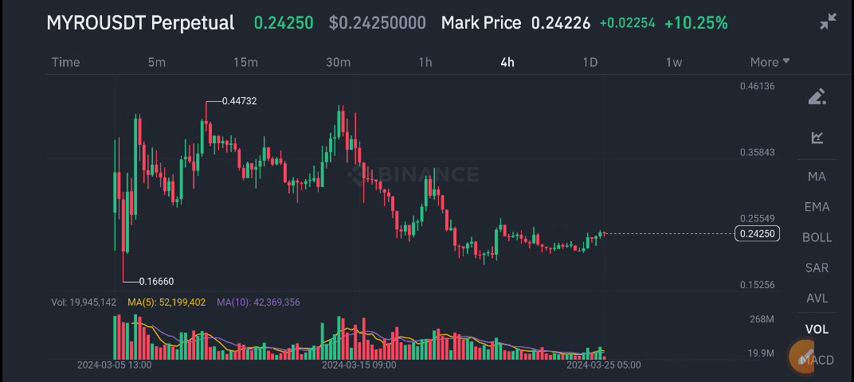 MYROUSDT Perpetual 0.24250 $0.24250000 Mark Price 0.24226 +0.02254 +10.25%
Time 5m 15m 30m 1h 4h 1D 1w More
0.46136
0.44732
0.35843
BINANCE
0.25549
0.24250
0.16660
0.15256
Vol: 19,945,142 MA(5): 52,199,402 MA(10): 42,369,356
268M
19.9M
2024-03-05 13:00 2024-03-15 09:00 2024-03-25 05:00
MA
EMA
BOLL
SAR
AVL
VOL
MACD